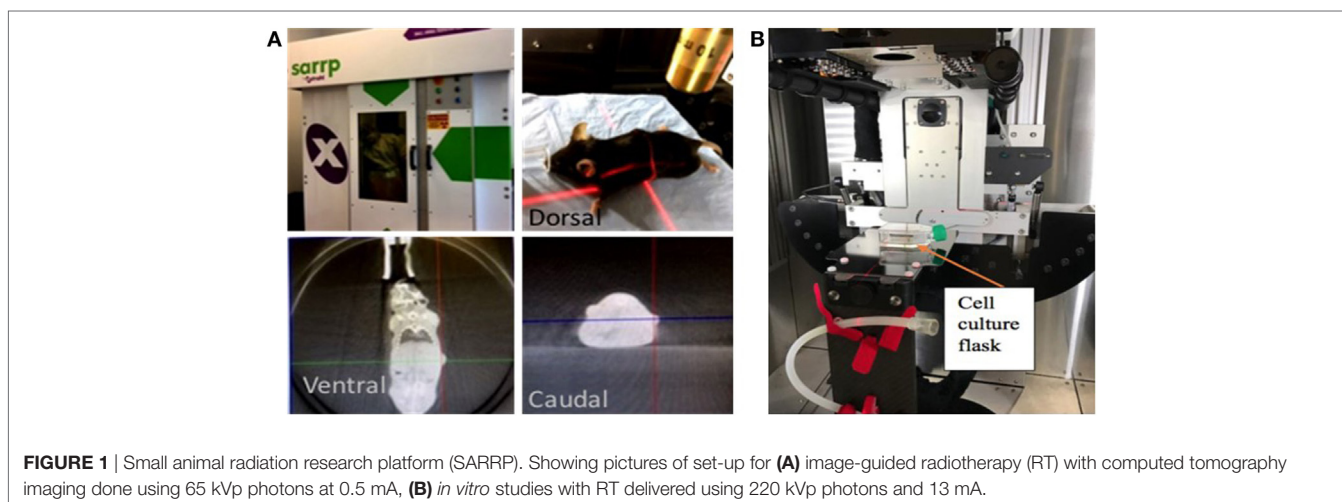 A
B
sarrp
X
Dorsal
Ventral
Caudal
Cell
culture
flask
FIGURE 1 | Small animal radiation research platform (SARRP). Showing pictures of set-up for (A) image-guided radiotherapy (RT) with computed tomography
imaging done using 65 kVp photons at 0.5 mA, (B) in vitro studies with RT delivered using 220 kVp photons and 13 mA.